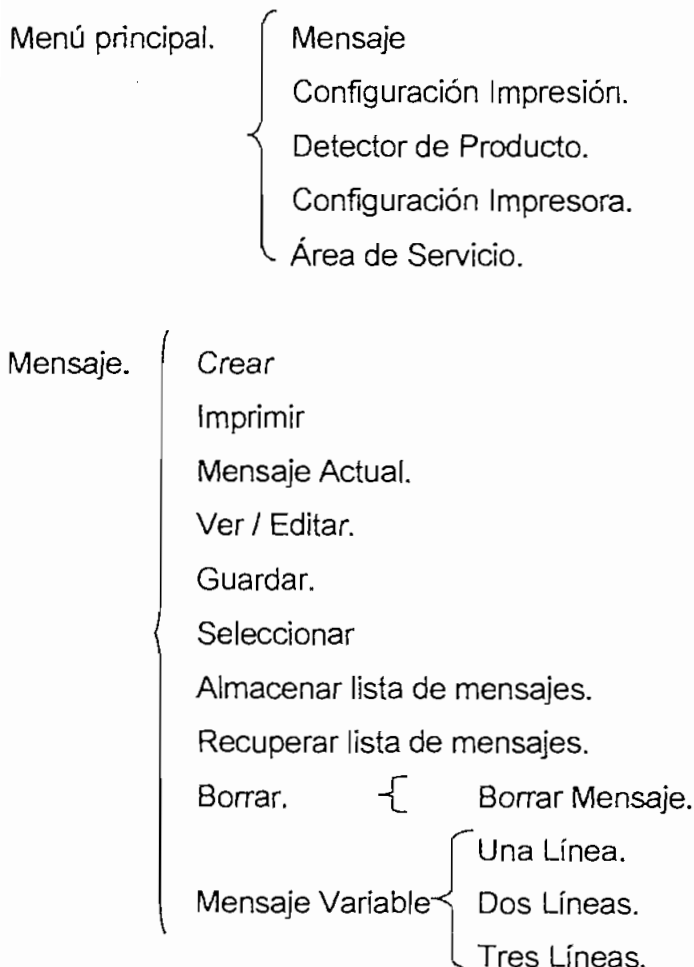 Menú principal. Mensaje
Configuración Impresión.
Detector de Producto.
Configuración Impresora.
Área de Servicio.
Mensaje. Crear
Imprimir
Mensaje Actual.
Ver / Editar.
Guardar.
Seleccionar
Almacenar lista de mensajes.
Recuperar lista de mensajes.
Borrar. Borrar Mensaje.
Una Línea.
Mensaje Variable Dos Líneas.
Tres Líneas.